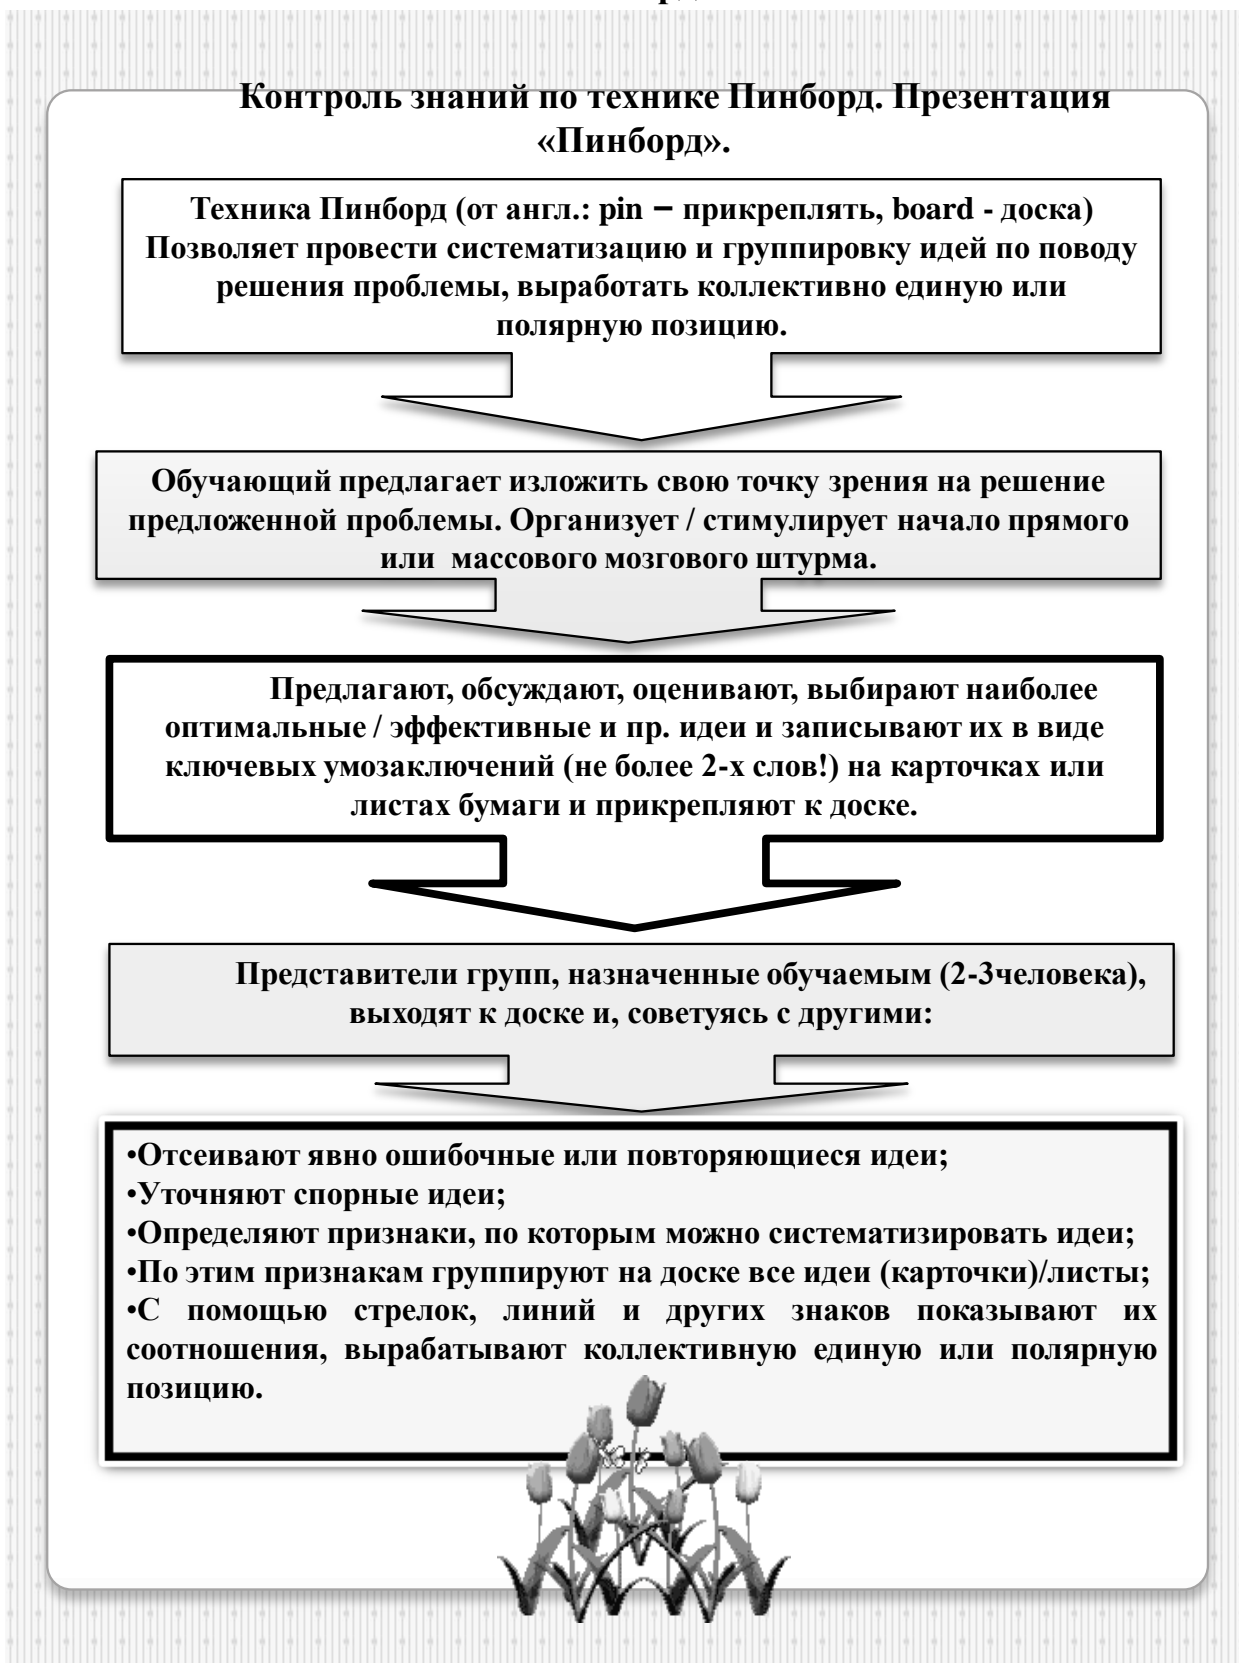 Контроль знаний по технике Пинборд. Презентация
«Пинборд».
Техника Пинборд (от англ.: pin – прикреплять, board - доска)
Позволяет провести систематизацию и группировку идей по поводу
решения проблемы, выработать коллективно единую или
полярную позицию.
Обучающий предлагает изложить свою точку зрения на решение
предложенной проблемы. Организует / стимулирует начало прямого
или массового мозгового штурма.
Предлагают, обсуждают, оценивают, выбирают наиболее
оптимальные / эффективные и пр. идеи и записывают их в виде
ключевых умозаключений (не более 2-х слов!) на карточках или
листах бумаги и прикрепляют к доске.
Представители групп, назначенные обучаемым (2-3человека),
выходят к доске и, советуясь с другими:
•Отсеивают явно ошибочные или повторяющиеся идеи;
•Уточняют спорные идеи;
•Определяют признаки, по которым можно систематизировать идеи;
•По этим признакам группируют на доске все идеи (карточки)/листы;
•С помощью стрелок, линий и других знаков показывают их
соотношения, вырабатывают коллективную единую или полярную
позицию.